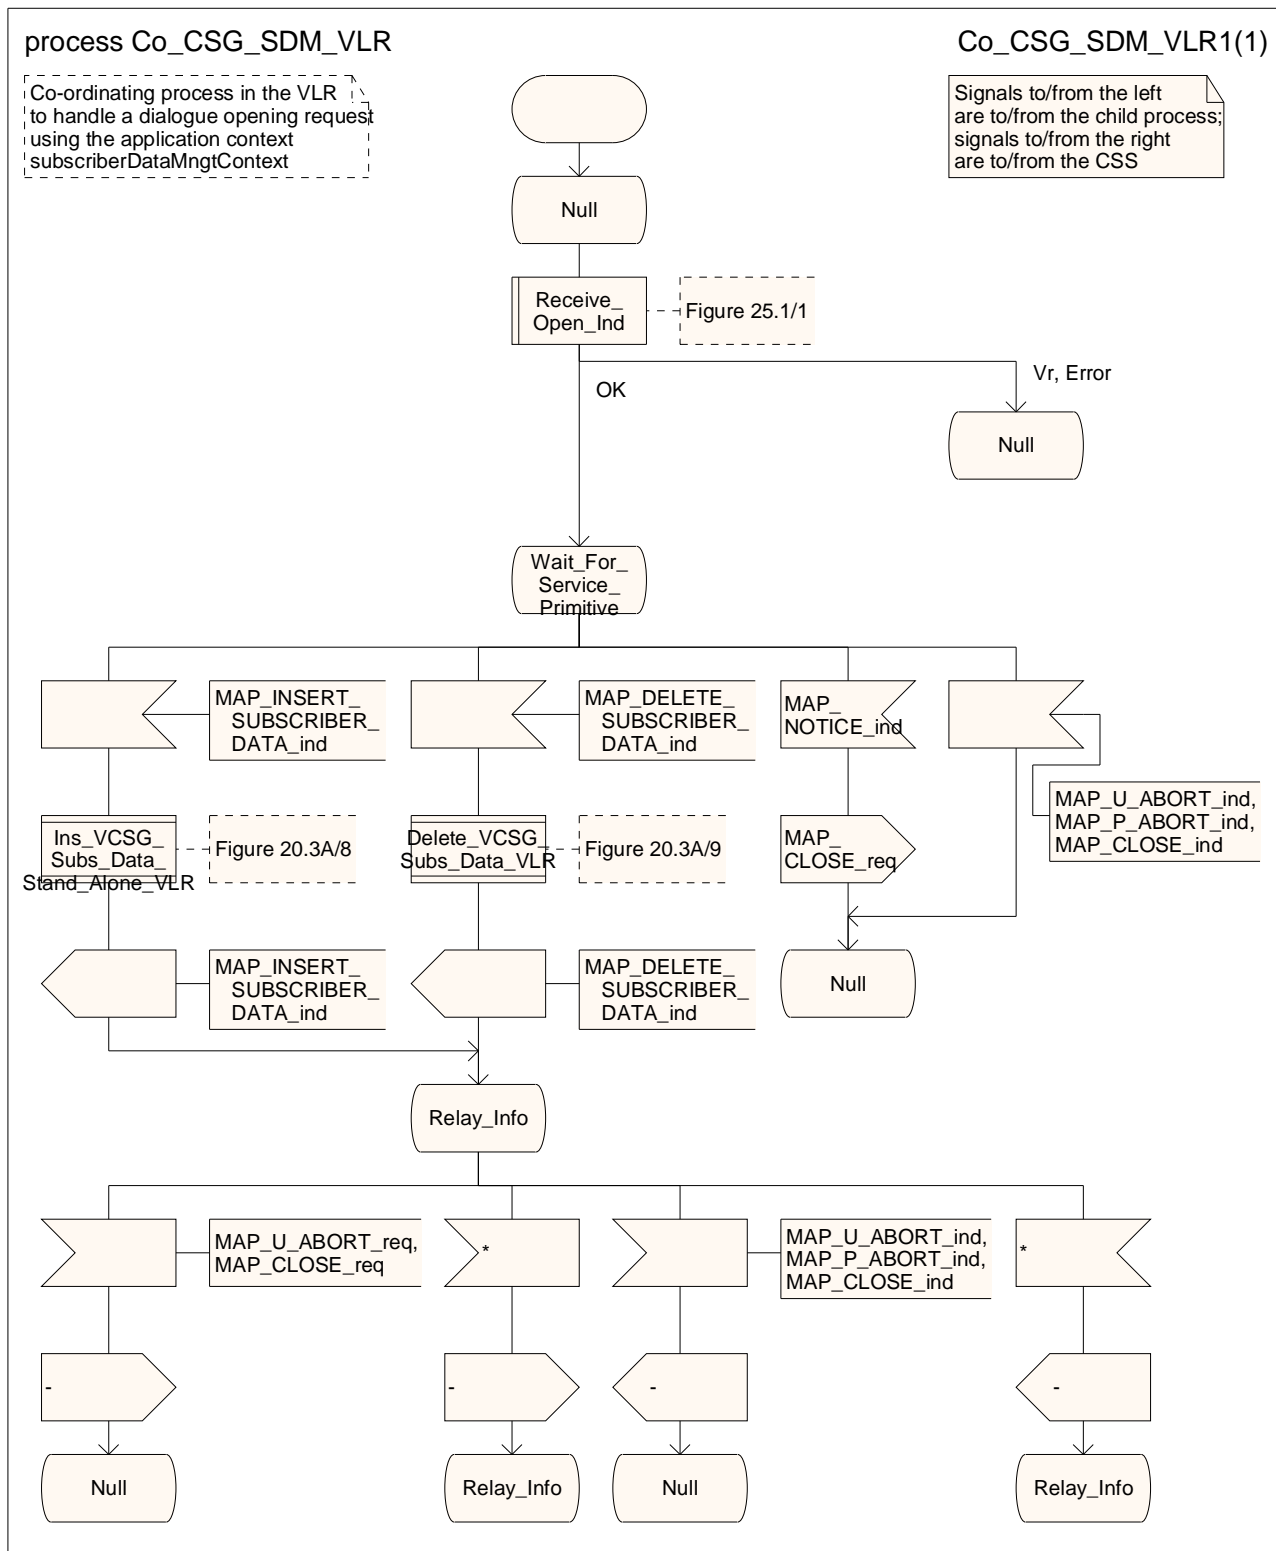 process Co_CSG_SDM_VLR
Co_CSG_SDM_VLR1(1)
Co-ordinating process in the VLR
to handle a dialogue opening request
using the application context
subscriberDataMngtContext
Signals to/from the left
are to/from the child process;
signals to/from the right
are to/from the CSS
Null
Receive_
Open_Ind
Figure 25.1/1
OK
Vr, Error
Null
Wait_For_
Service_
Primitive
MAP_INSERT_
SUBSCRIBER_
DATA_ind
MAP_DELETE_
SUBSCRIBER_
DATA_ind
MAP_
NOTICE_ind
MAP_U_ABORT_ind,
MAP_P_ABORT_ind,
MAP_CLOSE_ind
Ins_VCSG_
Subs_Data_
Stand_Alone_VLR
Figure 20.3A/8
Delete_VCSG_
Subs_Data_VLR
Figure 20.3A/9
MAP_
CLOSE_req
MAP_INSERT_
SUBSCRIBER_
DATA_ind
MAP_DELETE_
SUBSCRIBER_
DATA_ind
Null
Relay_Info
MAP_U_ABORT_req,
MAP_CLOSE_req
*
MAP_U_ABORT_ind,
MAP_P_ABORT_ind,
MAP_CLOSE_ind
*
-
-
-
-
Null
Relay_Info
Null
Relay_Info